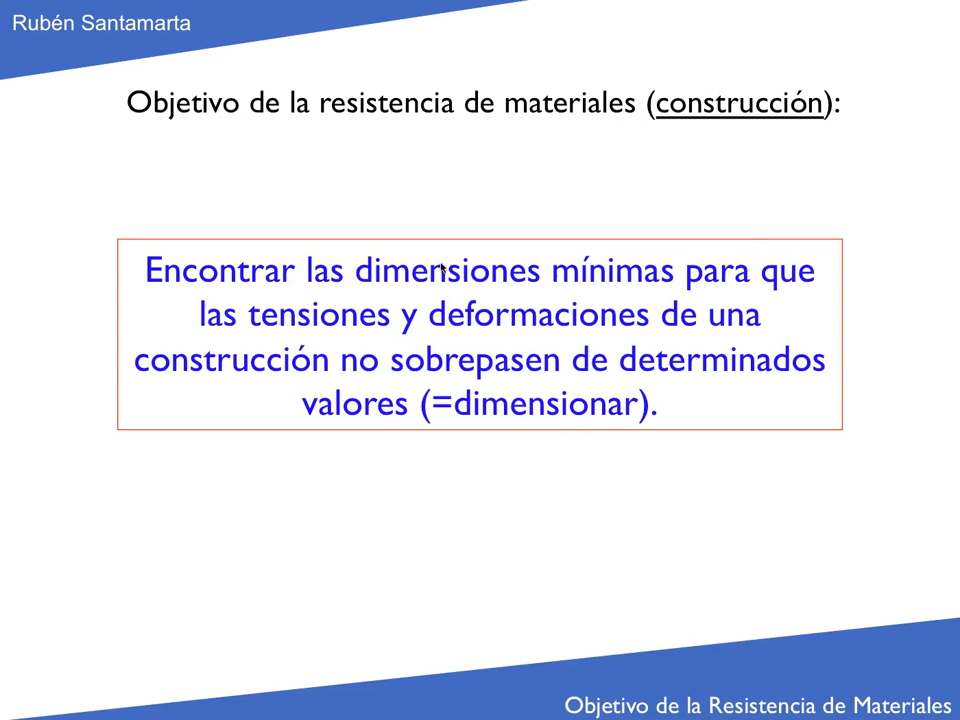 Rubén Santamarta
Objetivo de la resistencia de materiales (construcción):
Encontrar las dimensiones mínimas para que
las tensiones y deformaciones de una
construcción no sobrepasen de determinados
valores (=dimensionar).
Objetivo de la Resistencia de Materiales